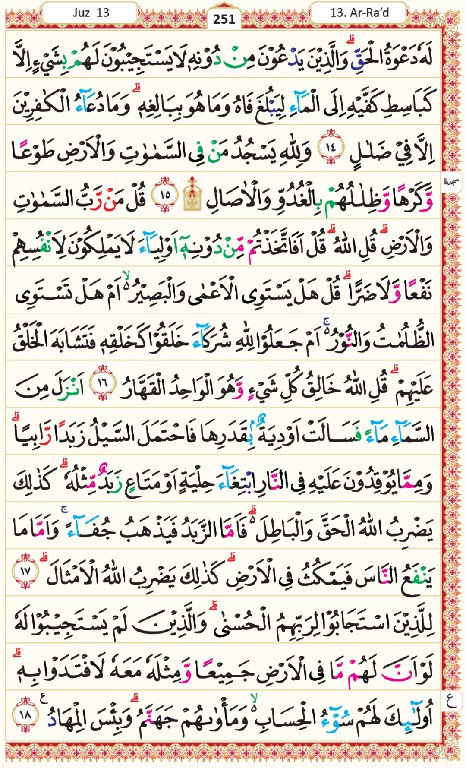 Juz 13
251
13. Ar-Ra’d
لَهٗ دَعْوَةُ الْحَقِّ ؕ وَالَّذِيْنَ يَدْعُوْنَ مِنْ دُوْنِهٖ لَا يَسْتَجِيْبُوْنَ لَهُمْ بِشَيْءٍ اِلَّا
كَبَاسِطِ كَفَّيْهِ اِلَى الْمَآءِ لِيَبْلُغَ فَاهُ وَمَا هُوَ بِبَالِغِهٖ ؕ وَمَا دُعَآءُ الْكٰفِرِيْنَ
اِلَّا فِيْ ضَلٰلٍ ١٤ وَلِلّٰهِ يَسْجُدُ مَنْ فِى السَّمٰوٰتِ وَالْاَرْضِ طَوْعًا
وَّكَرْهًا وَّظِلٰلُهُمْ بِالْغُدُوِّ وَالْاٰصَالِ ۩ ١٥ قُلْ مَنْ رَّبُّ السَّمٰوٰتِ
وَالْاَرْضِ ؕ قُلِ اللّٰهُ ؕ قُلْ اَفَاتَّخَذْتُمْ مِّنْ دُوْنِهٖٓ اَوْلِيَآءَ لَا يَمْلِكُوْنَ لِاَنْفُسِهِمْ
نَفْعًا وَّلَا ضَرًّا ؕ قُلْ هَلْ يَسْتَوِى الْاَعْمٰى وَالْبَصِيْرُ ۙ اَمْ هَلْ تَسْتَوِى
الظُّلُمٰتُ وَالنُّوْرُ ۚ اَمْ جَعَلُوْا لِلّٰهِ شُرَكَآءَ خَلَقُوْا كَخَلْقِهٖ فَتَشَابَهَ الْخَلْقُ
عَلَيْهِمْ ؕ قُلِ اللّٰهُ خَالِقُ كُلِّ شَيْءٍ وَّهُوَ الْوَاحِدُ الْقَهَّارُ ١٦ اَنْزَلَ مِنَ
السَّمَآءِ مَآءً فَسَالَتْ اَوْدِيَةٌۢ بِقَدَرِهَا فَاحْتَمَلَ السَّيْلُ زَبَدًا رَّابِيًا ؕ
وَمِمَّا يُوْقِدُوْنَ عَلَيْهِ فِى النَّارِ ابْتِغَآءَ حِلْيَةٍ اَوْ مَتَاعٍ زَبَدٌ مِّثْلُهٗ ؕ كَذٰلِكَ
يَضْرِبُ اللّٰهُ الْحَقَّ وَالْبَاطِلَ ؕ فَاَمَّا الزَّبَدُ فَيَذْهَبُ جُفَآءً ۚ وَاَمَّا مَا
يَنْفَعُ النَّاسَ فَيَمْكُثُ فِى الْاَرْضِ ؕ كَذٰلِكَ يَضْرِبُ اللّٰهُ الْاَمْثَالَ ؕ ١٧
لِلَّذِيْنَ اسْتَجَابُوْا لِرَبِّهِمُ الْحُسْنٰى ؕ وَالَّذِيْنَ لَمْ يَسْتَجِيْبُوْا لَهٗ
لَوْ اَنَّ لَهُمْ مَّا فِى الْاَرْضِ جَمِيْعًا وَّمِثْلَهٗ مَعَهٗ لَافْتَدَوْا بِهٖ ؕ
اُولٰٓئِكَ لَهُمْ سُوْٓءُ الْحِسَابِ ۙ وَمَأْوٰىهُمْ جَهَنَّمُ ؕ وَبِئْسَ الْمِهَادُ ١٨
سجدة
ع